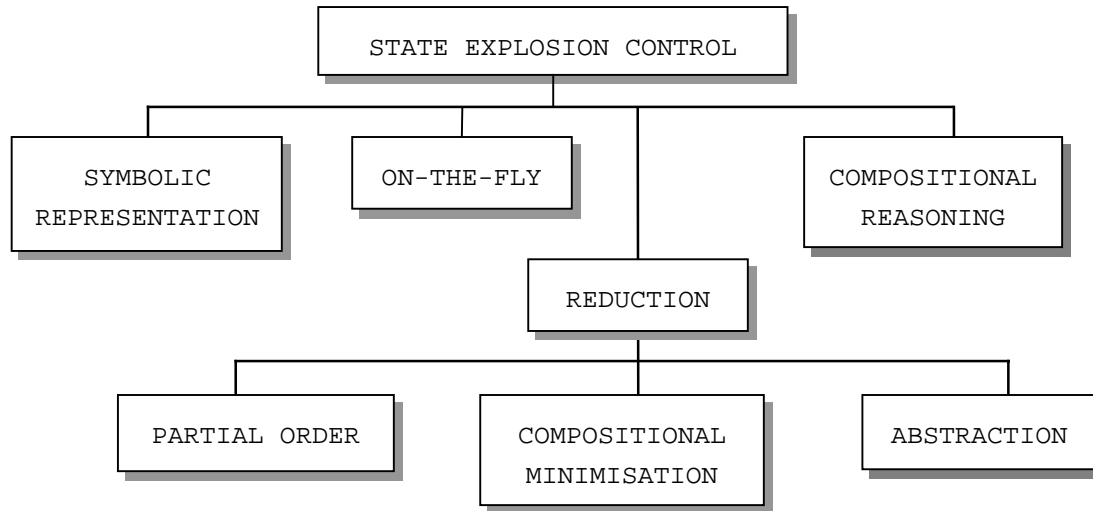 STATE EXPLOSION CONTROL
SYMBOLIC
REPRESENTATION
ON-THE-FLY
COMPOSITIONAL
REASONING
REDUCTION
PARTIAL ORDER
COMPOSITIONAL
MINIMISATION
ABSTRACTION